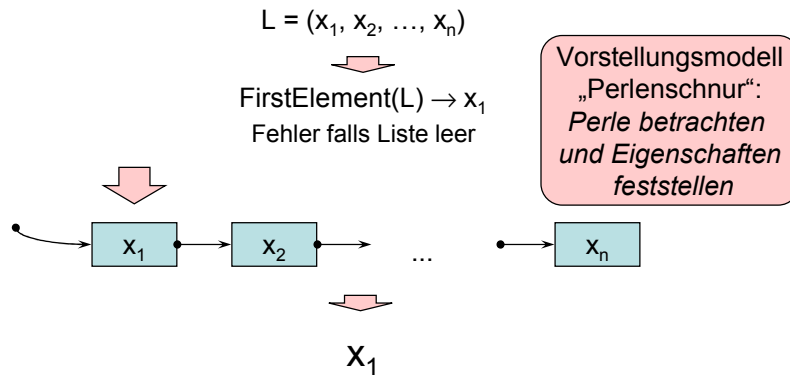 L = (x₁, x₂, …, xₙ)
FirstElement(L) → x₁
Fehler falls Liste leer
Vorstellungsmodell
„Perlenschnur“:
Perle betrachten
und Eigenschaften
feststellen
x₁ x₂ ... xₙ
x₁